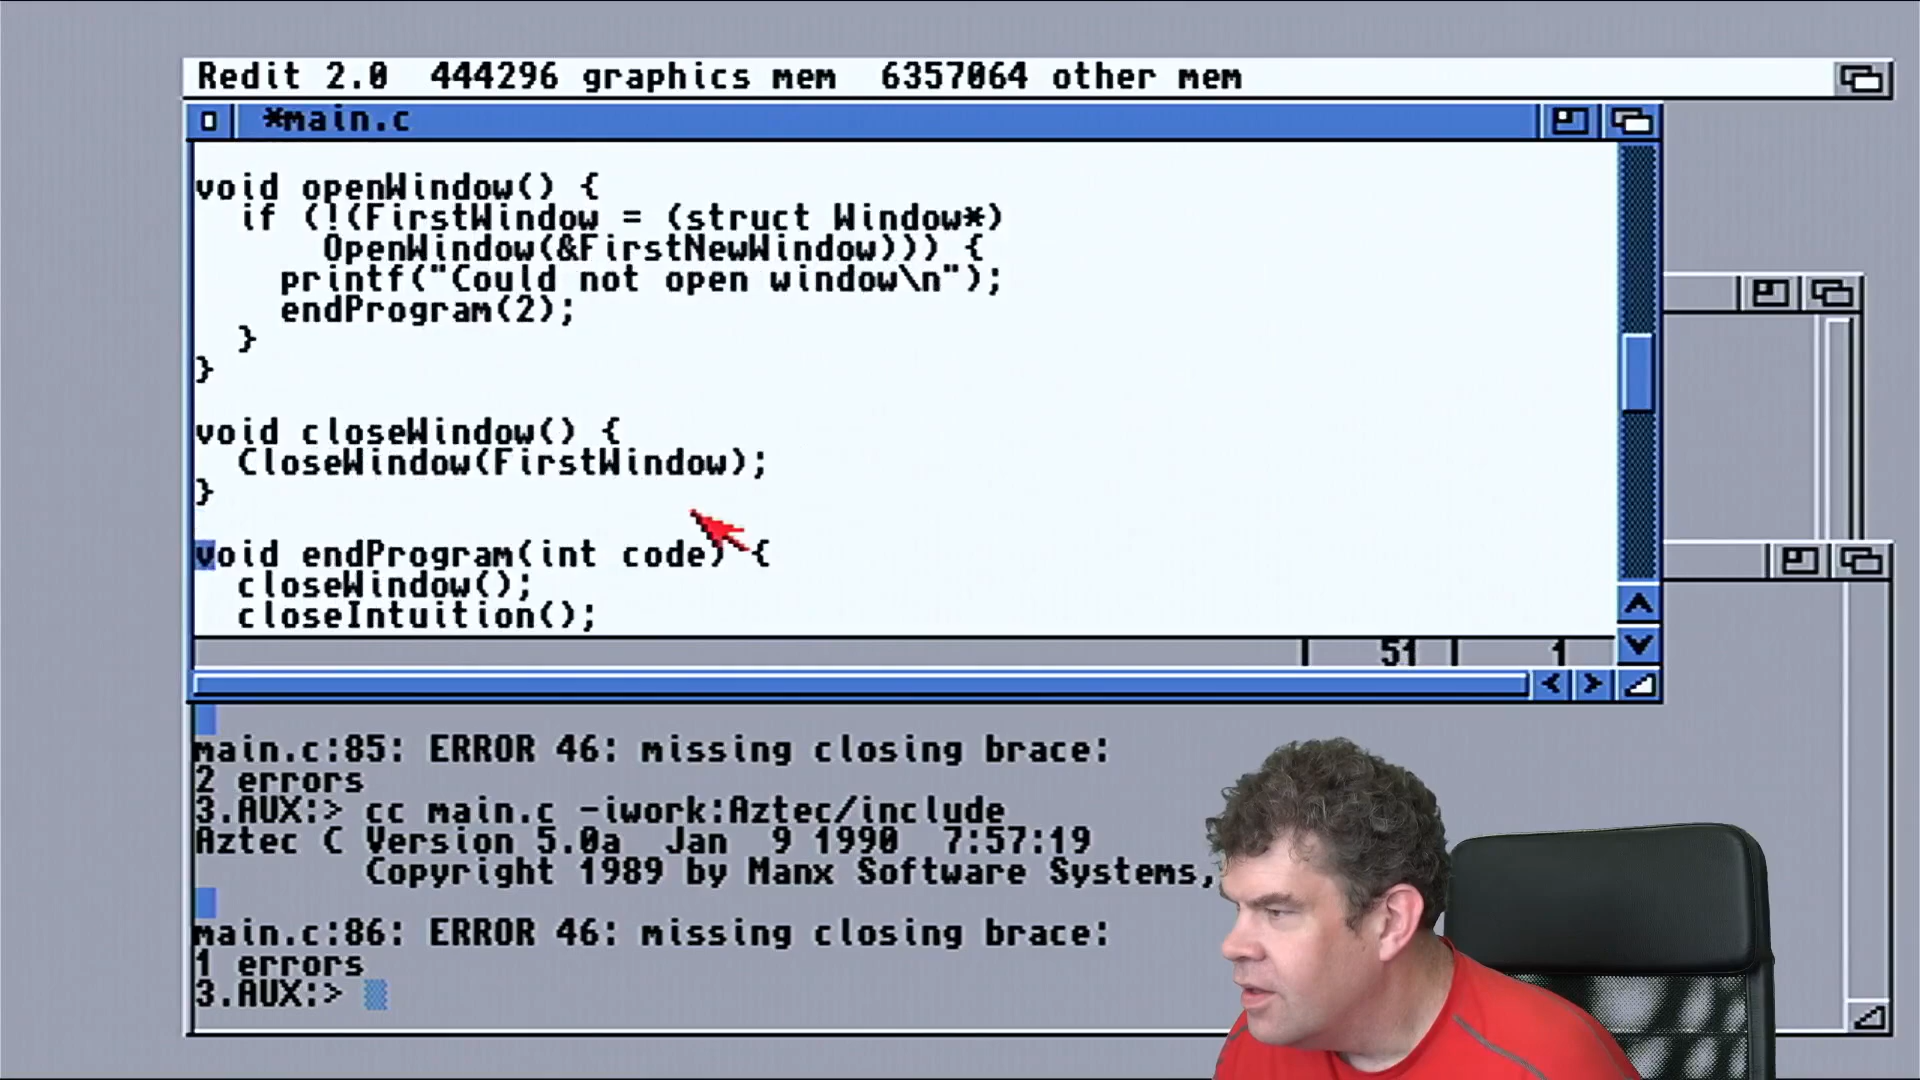 Redit 2.0 444296 graphics mem 6357064 other mem
*main.c
void openWindow() {
if (!(FirstWindow = (struct Window*)
OpenWindow(&FirstNewWindow))) {
printf("Could not open window\n");
endProgram(2);
}
}
void closeWindow() {
CloseWindow(FirstWindow);
}
void endProgram(int code) {
closeWindow();
closeIntuition();
51 1
main.c:85: ERROR 46: missing closing brace:
2 errors
3.AUX:> cc main.c -iwork:Aztec/include
Aztec C Version 5.0a Jan 9 1990 7:57:19
Copyright 1989 by Manx Software Systems,
main.c:86: ERROR 46: missing closing brace:
1 errors
3.AUX:>